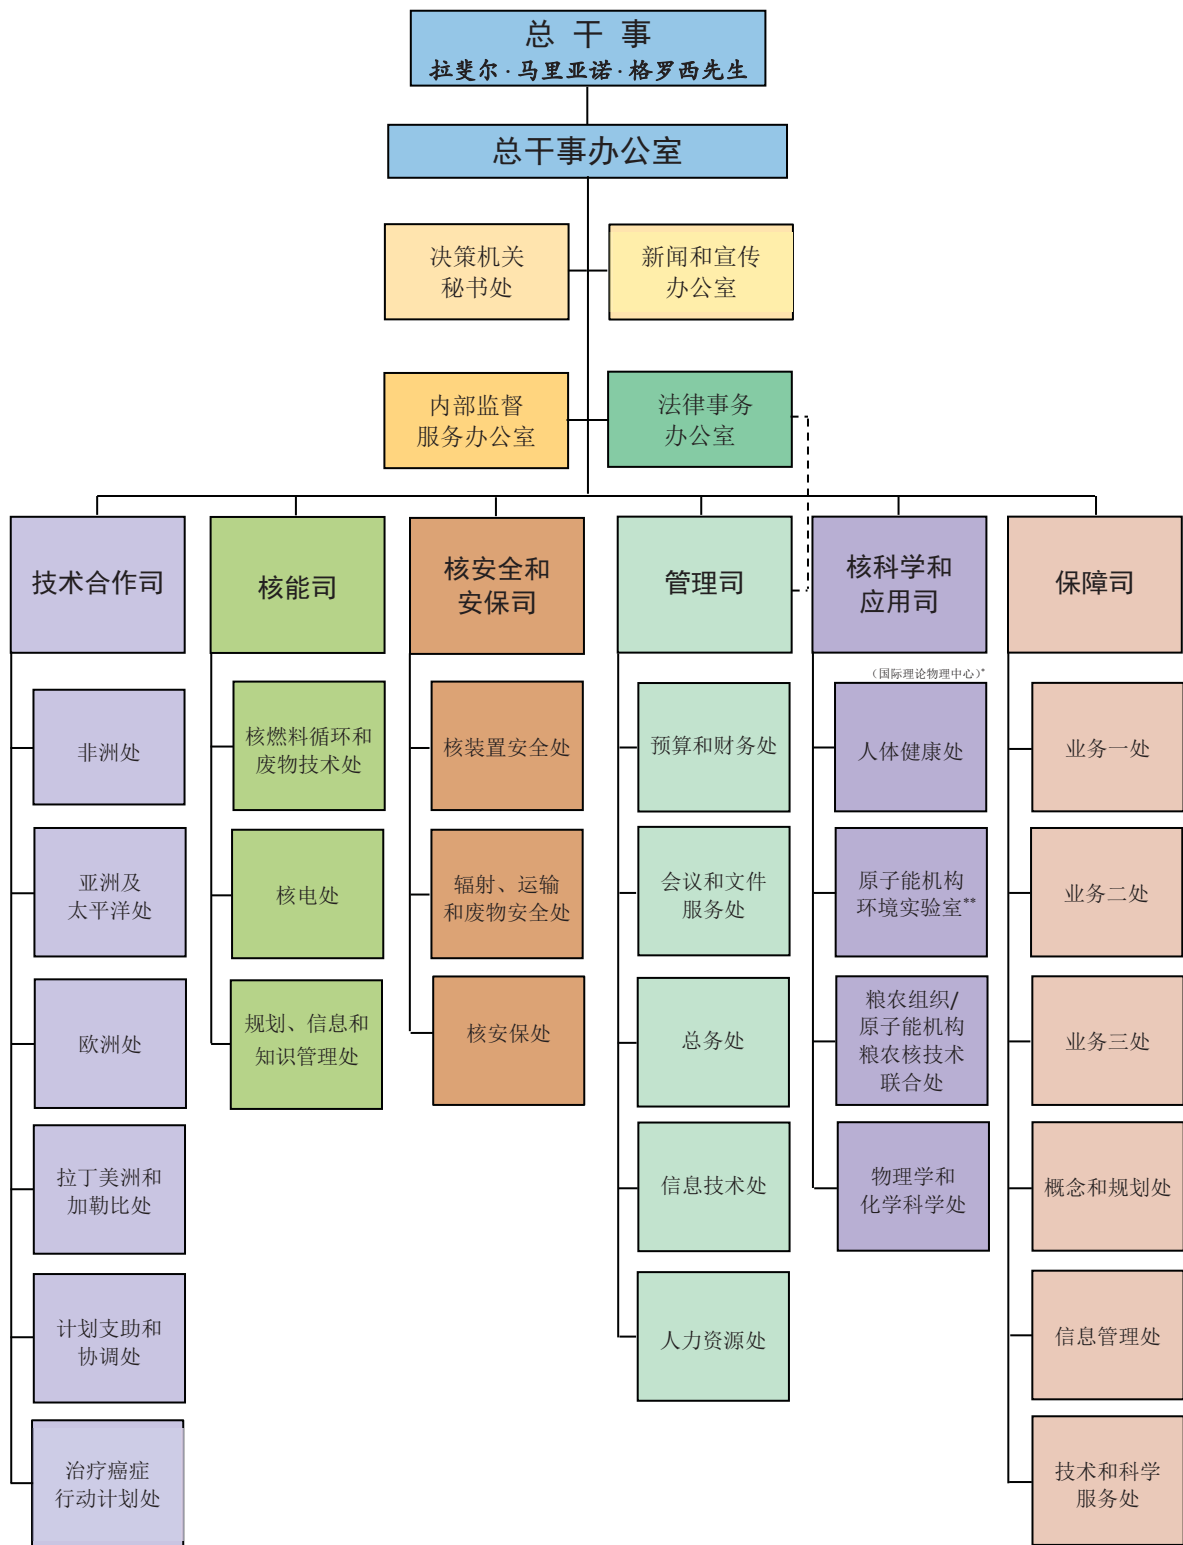 总 干 事
拉斐尔·马里亚诺·格罗西先生
总干事办公室
决策机关
秘书处
新闻和宣传
办公室
内部监督
服务办公室
法律事务
办公室
技术合作司
核能司
核安全和
安保司
管理司
核科学和
应用司
保障司
(国际理论物理中心)*
非洲处
亚洲及
太平洋处
欧洲处
拉丁美洲和
加勒比处
计划支助和
协调处
治疗癌症
行动计划处
核燃料循环和
废物技术处
核电处
规划、信息和
知识管理处
核装置安全处
辐射、运输
和废物安全处
核安保处
预算和财务处
会议和文件
服务处
总务处
信息技术处
人力资源处
人体健康处
原子能机构
环境实验室**
粮农组织/
原子能机构
粮农核技术
联合处
物理学和
化学科学处
业务一处
业务二处
业务三处
概念和规划处
信息管理处
技术和科学
服务处